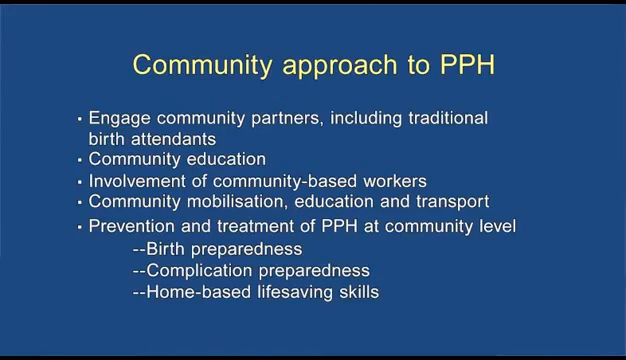 Community approach to PPH
• Engage community partners, including traditional
birth attendants
• Community education
• Involvement of community-based workers
• Community mobilisation, education and transport
• Prevention and treatment of PPH at community level
--Birth preparedness
--Complication preparedness
--Home-based lifesaving skills